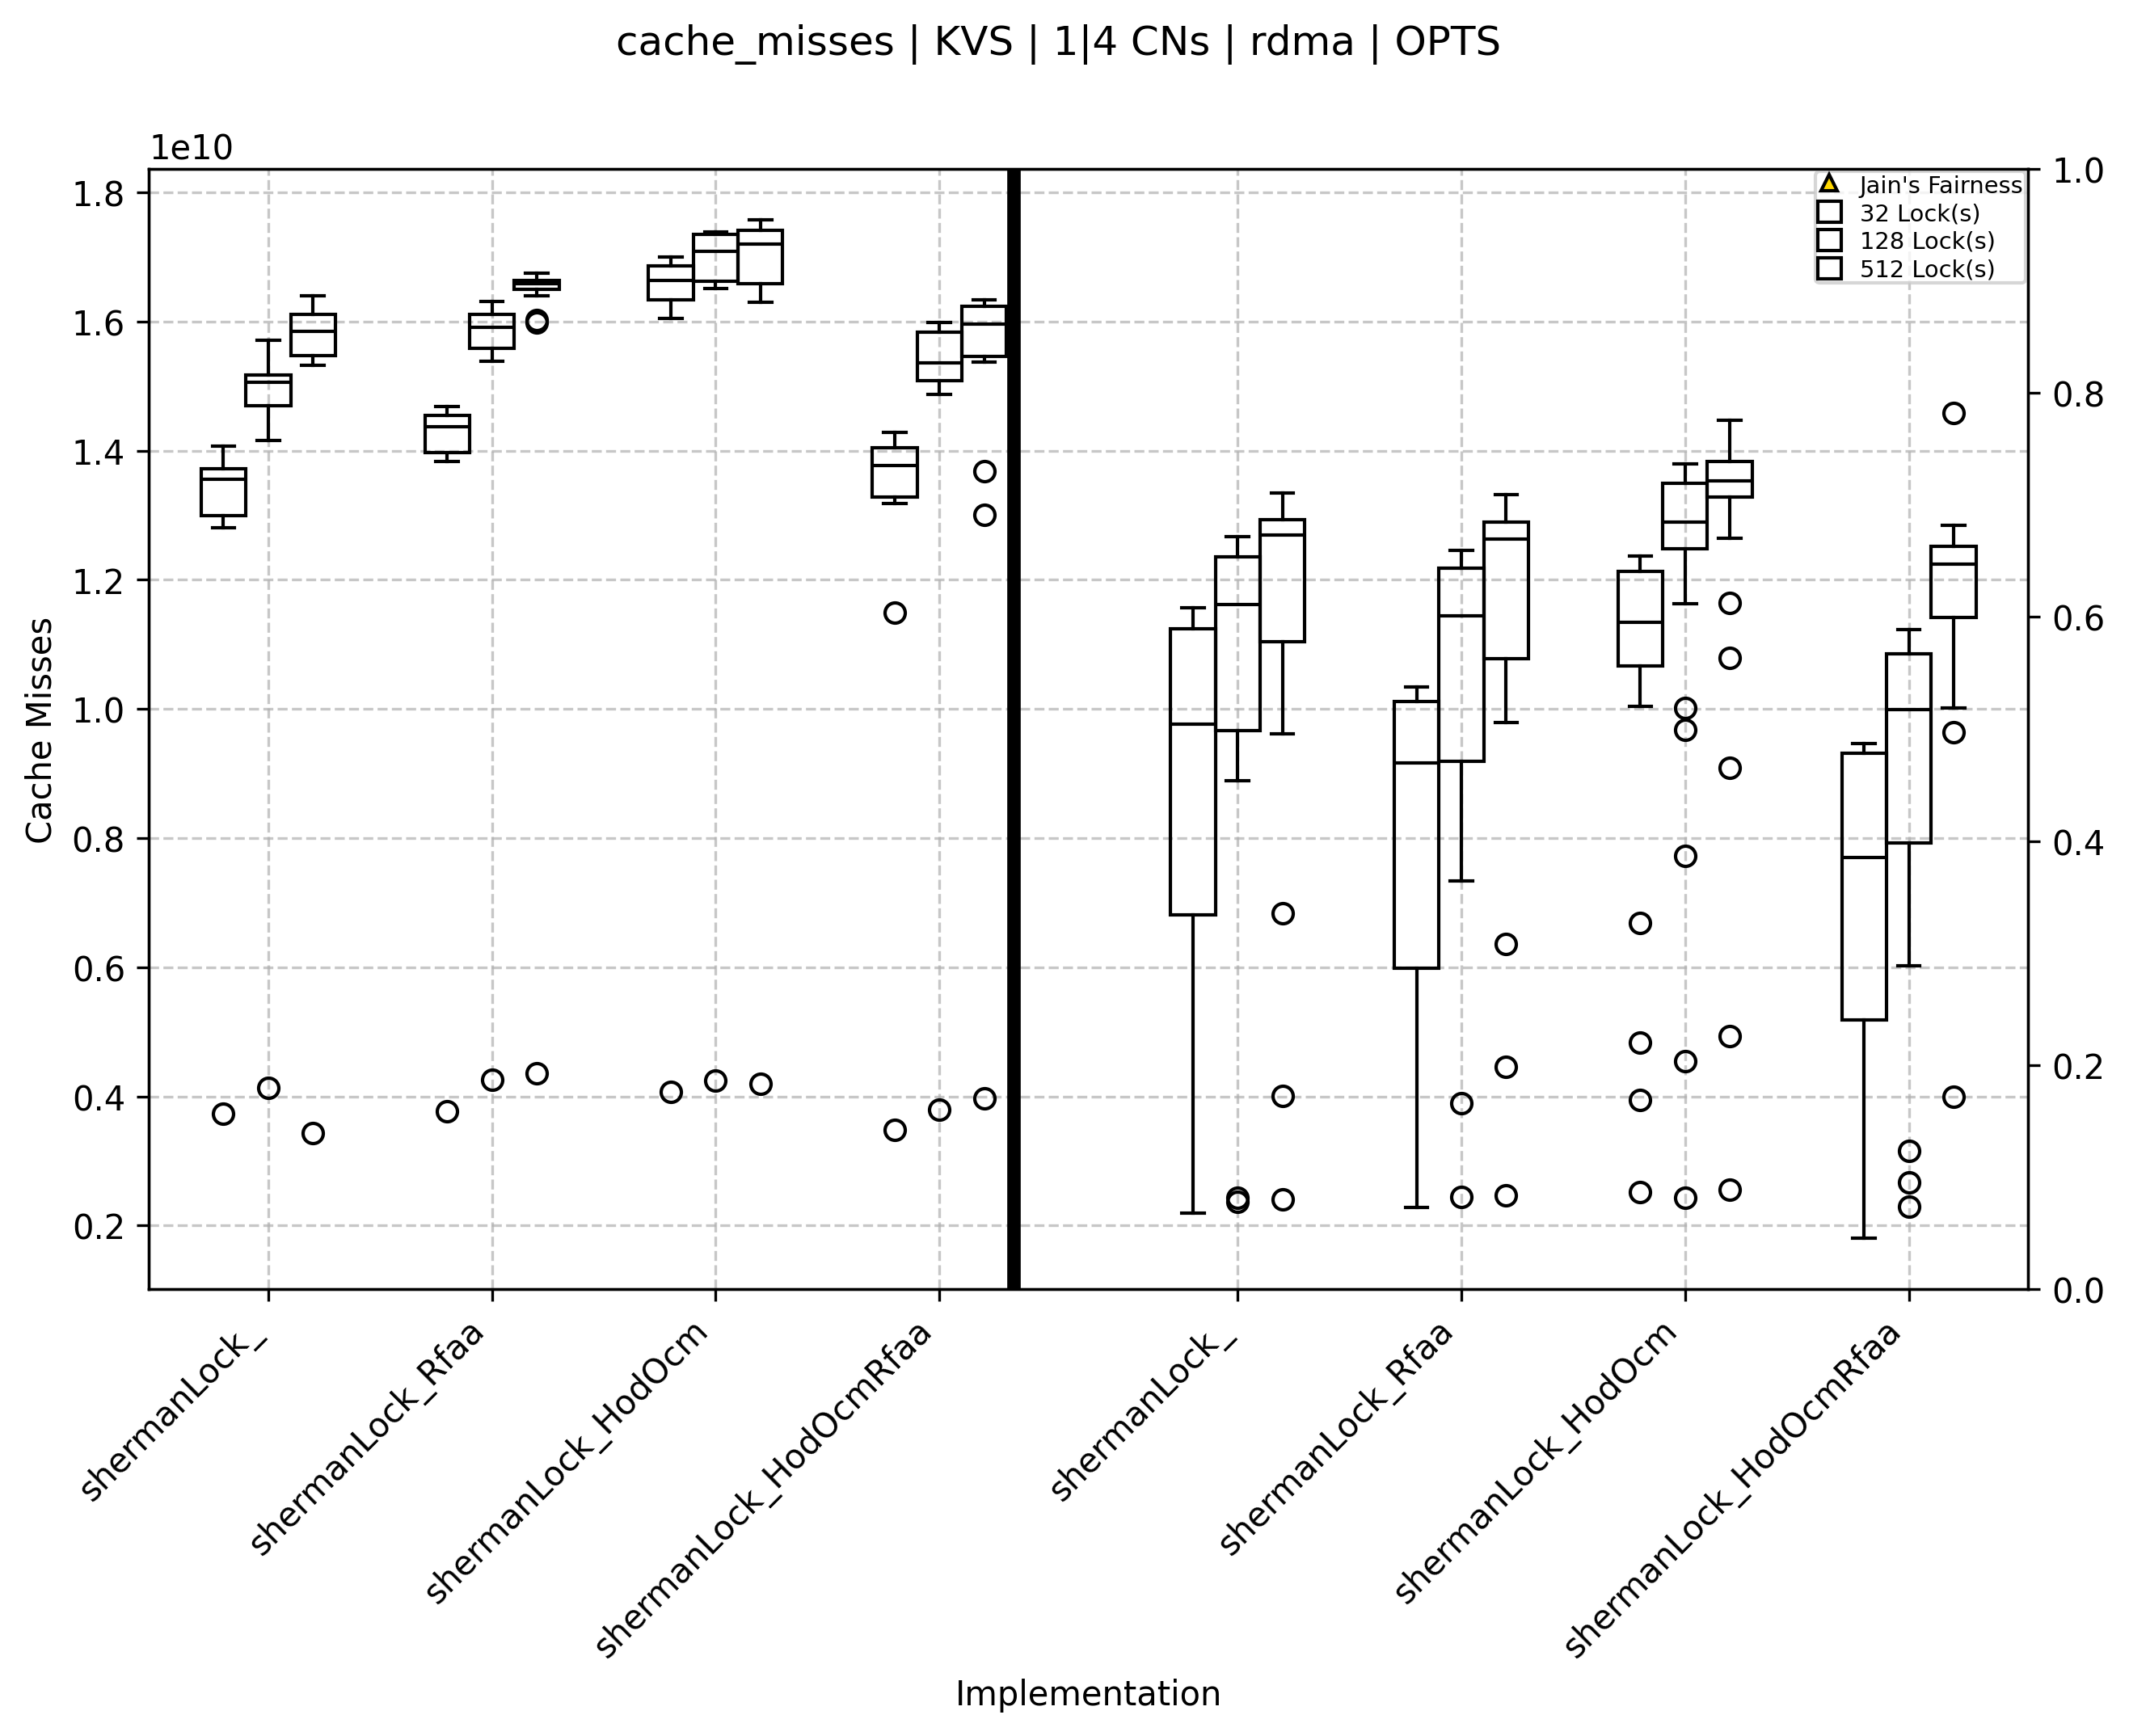 cache_misses | KVS | 1|4 CNs | rdma | OPTS
1e10
1.8
1.6
1.4
1.2
1.0
0.8
0.6
0.4
0.2
Cache Misses
1.0
0.8
0.6
0.4
0.2
0.0
Jain's Fairness
32 Lock(s)
128 Lock(s)
512 Lock(s)
shermanLock_
shermanLock_Rfaa
shermanLock_HodOcm
shermanLock_HodOcmRfaa
shermanLock_
shermanLock_Rfaa
shermanLock_HodOcm
shermanLock_HodOcmRfaa
Implementation